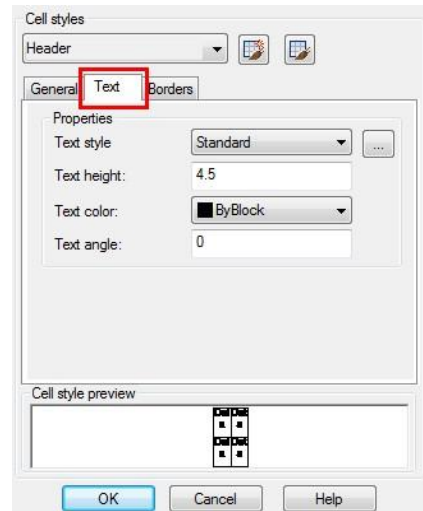 Cell styles
Header
General Text Borders
Properties
Text style Standard ...
Text height: 4.5
Text color: ByBlock
Text angle: 0
Cell style preview
OK Cancel Help